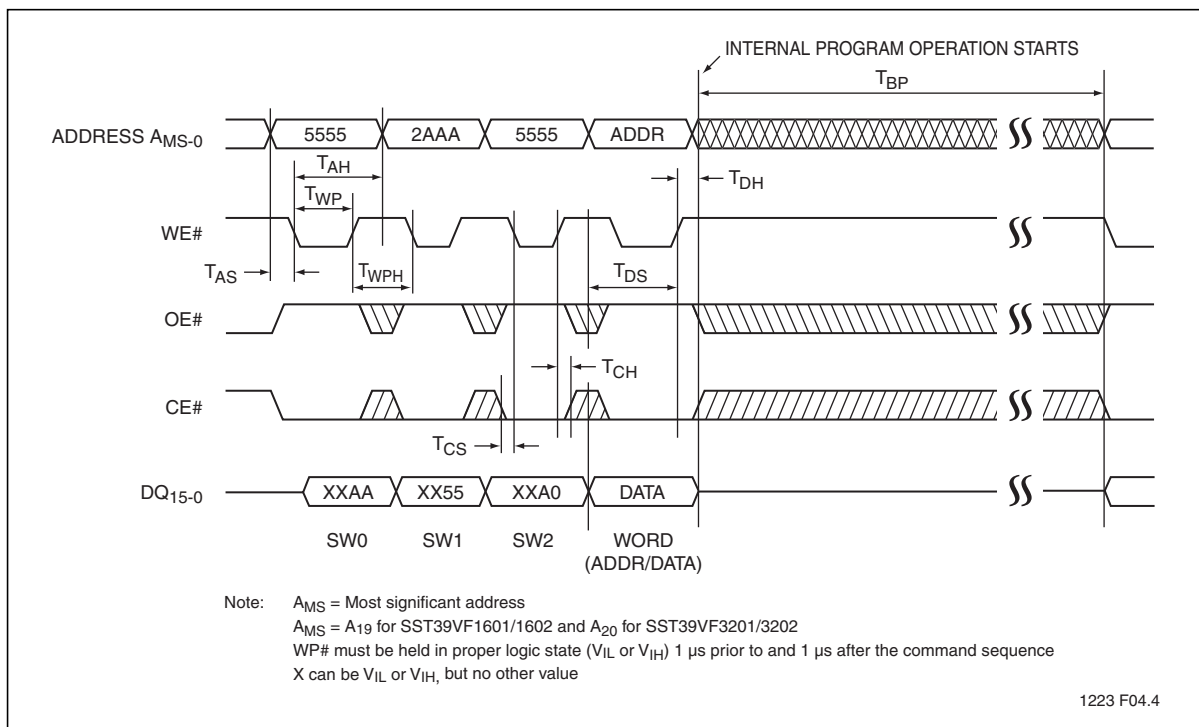 INTERNAL PROGRAM OPERATION STARTS
TBP
ADDRESS AMS-0
5555 2AAA 5555 ADDR
TAH
TDH
TWP
WE#
TAS
TWPH
TDS
OE#
TCH
CE#
TCS
DQ15-0
XXAA XX55 XXA0 DATA
SW0 SW1 SW2 WORD
(ADDR/DATA)
Note: AMS = Most significant address
AMS = A19 for SST39VF1601/1602 and A20 for SST39VF3201/3202
WP# must be held in proper logic state (VIL or VIH) 1 µs prior to and 1 µs after the command sequence
X can be VIL or VIH, but no other value
1223 F04.4